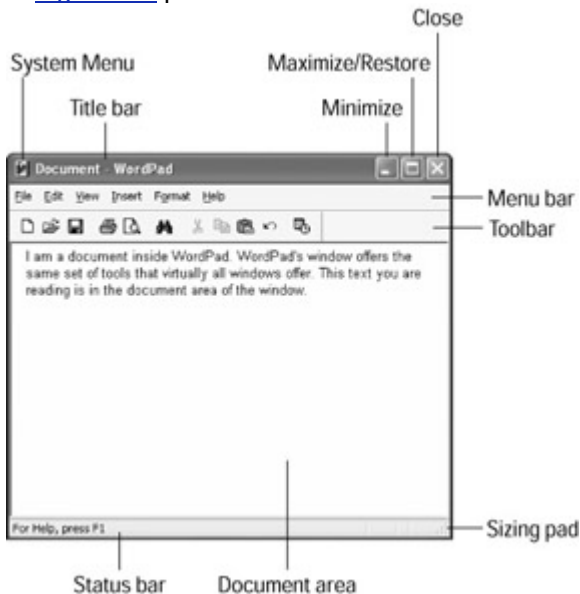 Close
System Menu
Maximize/Restore
Title bar
Minimize
Document - WordPad
File Edit View Insert Format Help
Menu bar
Toolbar
I am a document inside WordPad. WordPad's window offers the
same set of tools that virtually all windows offer. This text you are
reading is in the document area of the window.
For Help, press F1
Sizing pad
Status bar
Document area